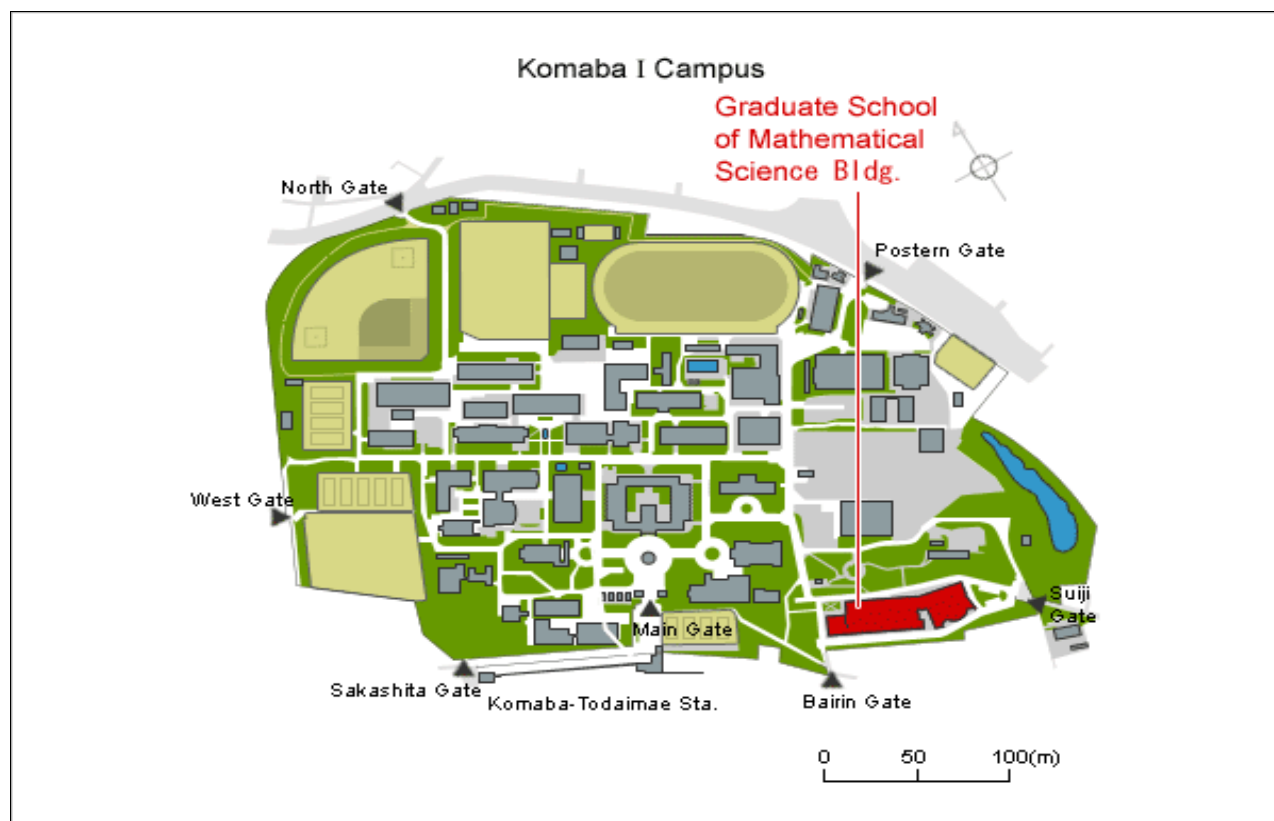 Komaba I Campus
Graduate School
of Mathematical
Science Bldg.
North Gate
Postern Gate
West Gate
Suiji
Gate
Main Gate
Sakashita Gate
Komaba-Todaimae Sta.
Bairin Gate
0 50 100(m)